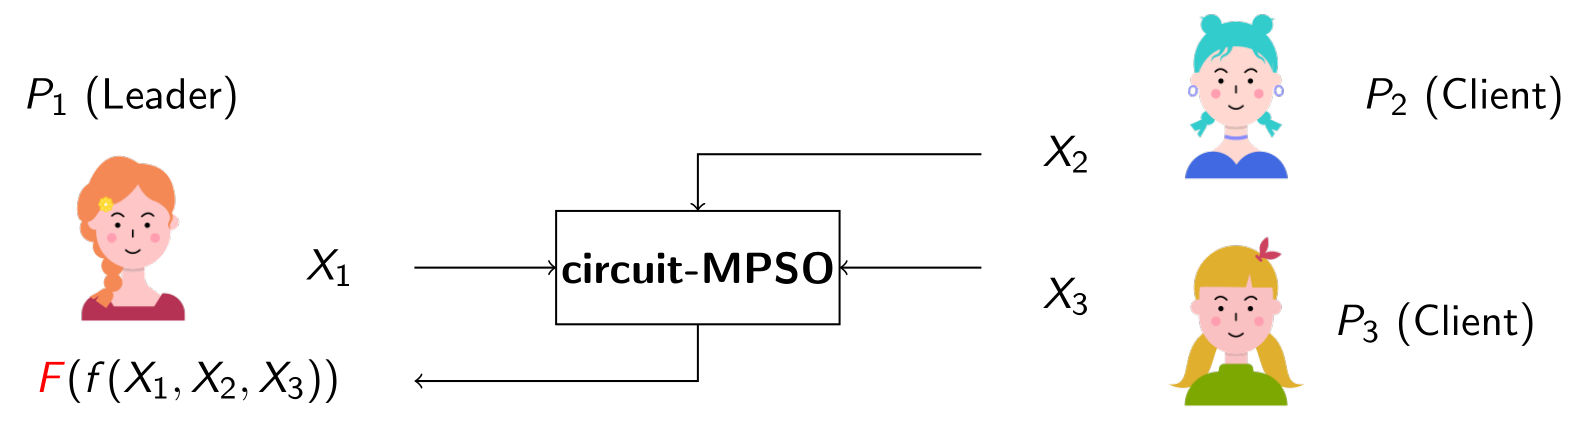 P₁ (Leader)
P₂ (Client)
X₂
X₁
circuit-MPSO
X₃
P₃ (Client)
F(f(X₁, X₂, X₃))